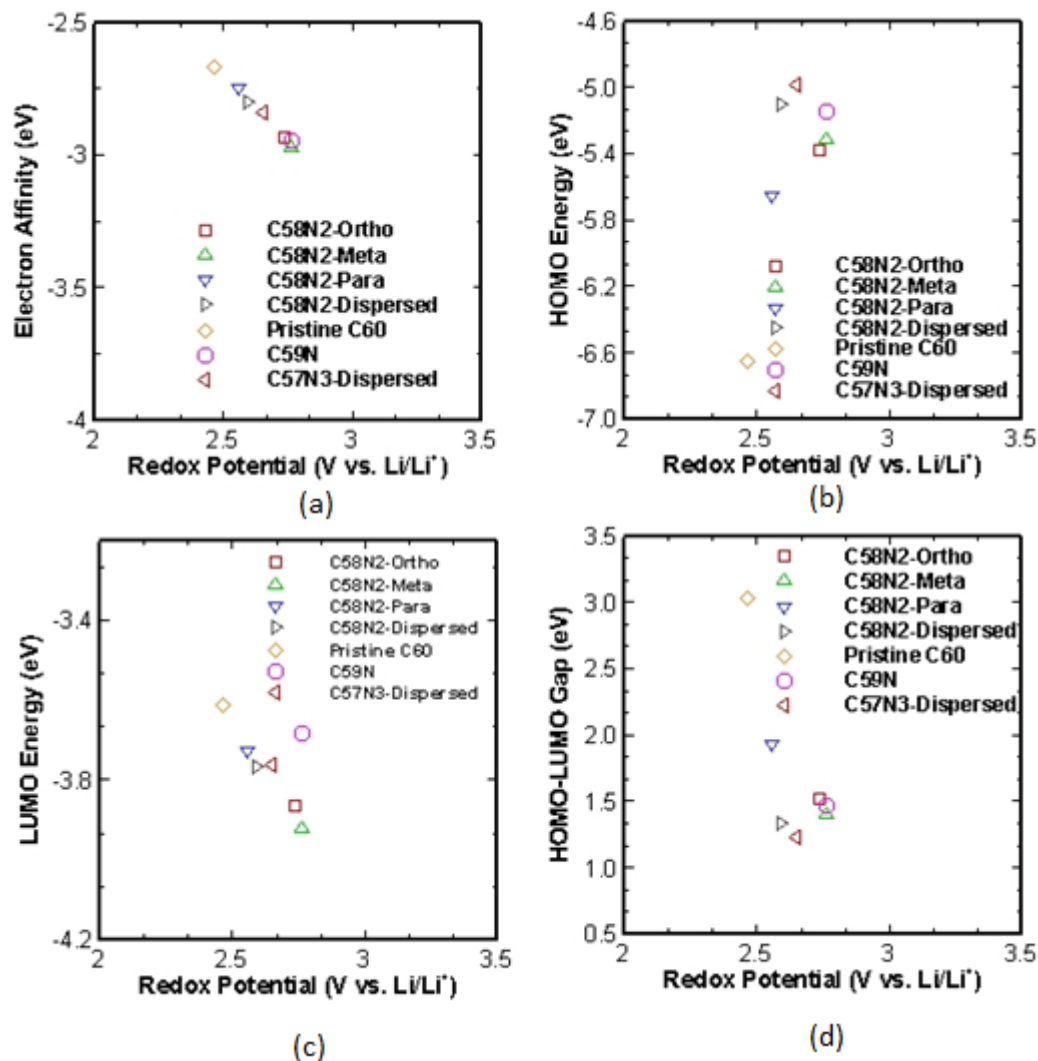 -2.5
-3
-3.5
-4
Electron Affinity (eV)
C58N2-Ortho
C58N2-Meta
C58N2-Para
C58N2-Dispersed
Pristine C60
C59N
C57N3-Dispersed
2 2.5 3 3.5
Redox Potential (V vs. Li/Li⁺)
(a)
-4.6
-5.0
-5.4
-5.8
-6.2
-6.6
-7.0
HOMO Energy (eV)
C58N2-Ortho
C58N2-Meta
C58N2-Para
C58N2-Dispersed
Pristine C60
C59N
C57N3-Dispersed
2 2.5 3 3.5
Redox Potential (V vs. Li/Li⁺)
(b)
-3.4
-3.8
-4.2
LUMO Energy (eV)
C58N2-Ortho
C58N2-Meta
C58N2-Para
C58N2-Dispersed
Pristine C60
C59N
C57N3-Dispersed
2 2.5 3 3.5
Redox Potential (V vs. Li/Li⁺)
(c)
3.5
3.0
2.5
2.0
1.5
1.0
0.5
HOMO-LUMO Gap (eV)
C58N2-Ortho
C58N2-Meta
C58N2-Para
C58N2-Dispersed
Pristine C60
C59N
C57N3-Dispersed
2 2.5 3 3.5
Redox Potential (V vs. Li/Li⁺)
(d)